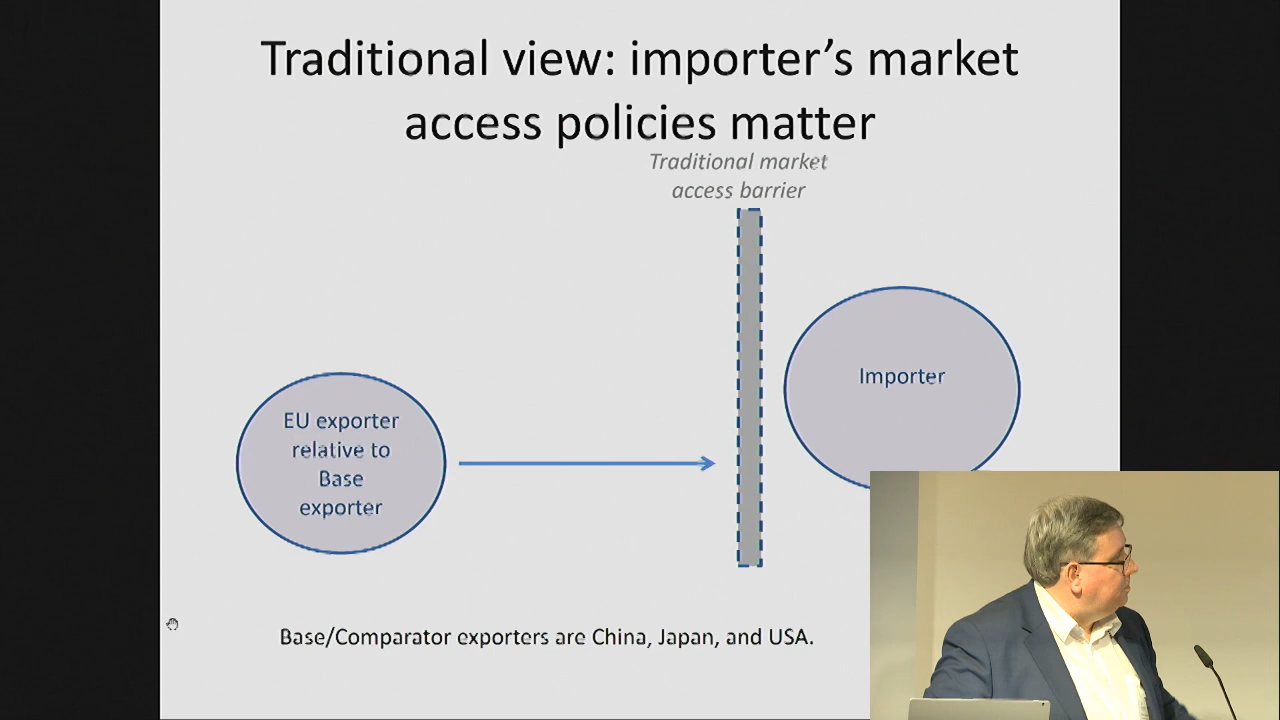 Traditional view: importer's market
access policies matter
Traditional market
access barrier
Importer
EU exporter
relative to
Base
exporter
Base/Comparator exporters are China, Japan, and USA.